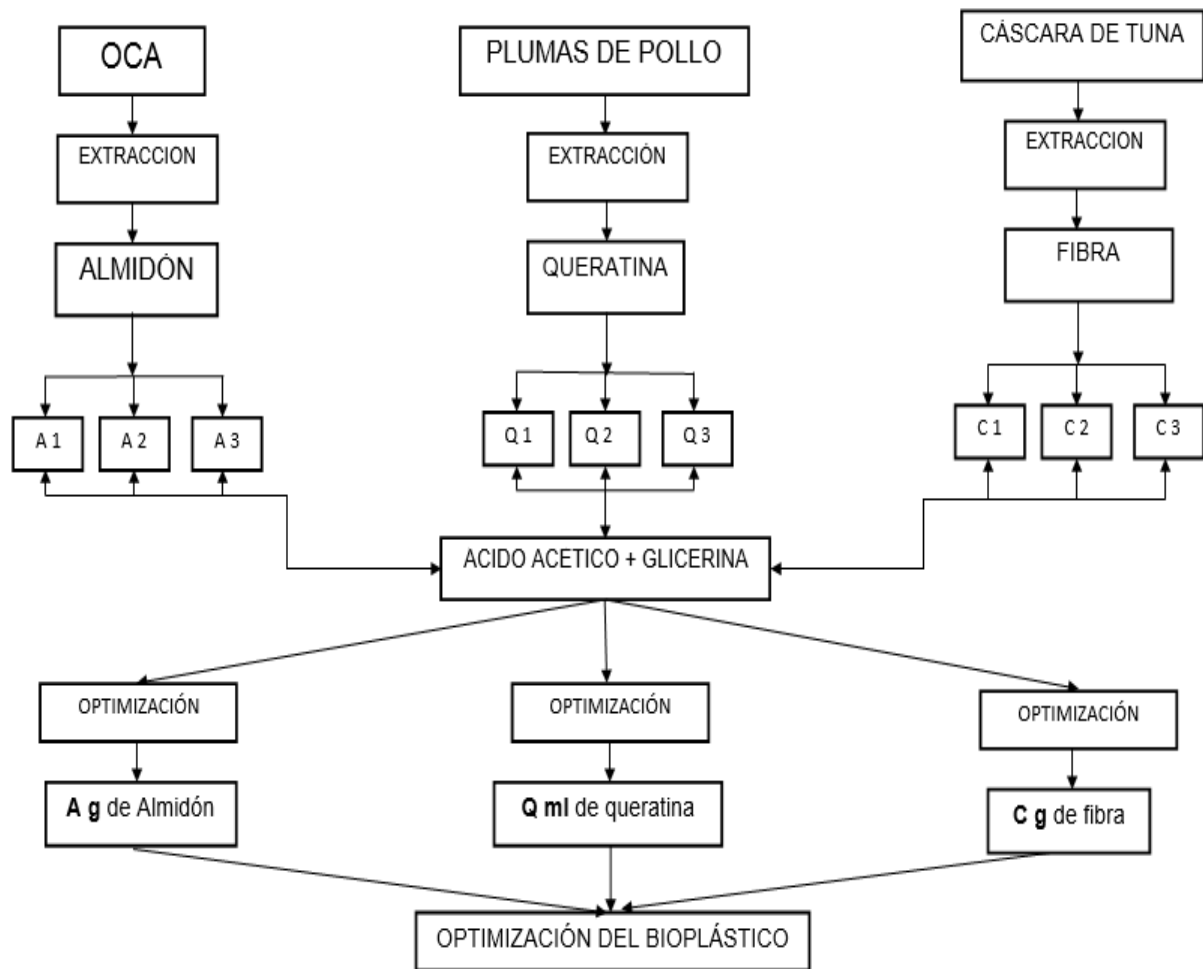 OCA
PLUMAS DE POLLO
CÁSCARA DE TUNA
EXTRACCION
EXTRACCIÓN
EXTRACCION
ALMIDÓN
QUERATINA
FIBRA
A 1
A 2
A 3
Q 1
Q 2
Q 3
C 1
C 2
C 3
ACIDO ACETICO + GLICERINA
OPTIMIZACIÓN
OPTIMIZACIÓN
OPTIMIZACIÓN
A g de Almidón
Q ml de queratina
C g de fibra
OPTIMIZACIÓN DEL BIOPLÁSTICO